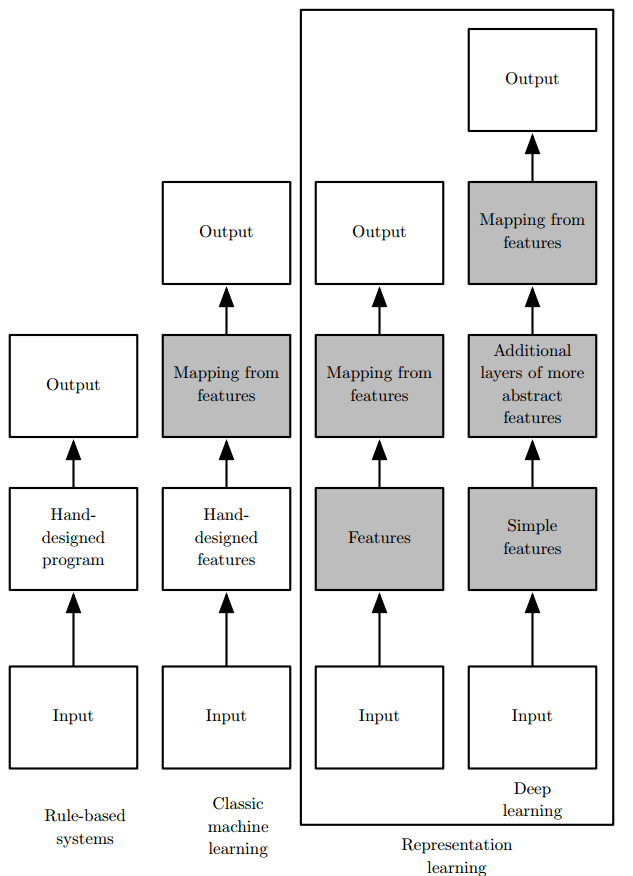 Output
Output
Output
Mapping from
features
Output
Mapping from
features
Mapping from
features
Additional
layers of more
abstract
features
Hand-
designed
program
Hand-
designed
features
Features
Simple
features
Input
Input
Input
Input
Rule-based
systems
Classic
machine
learning
Representation
learning
Deep
learning